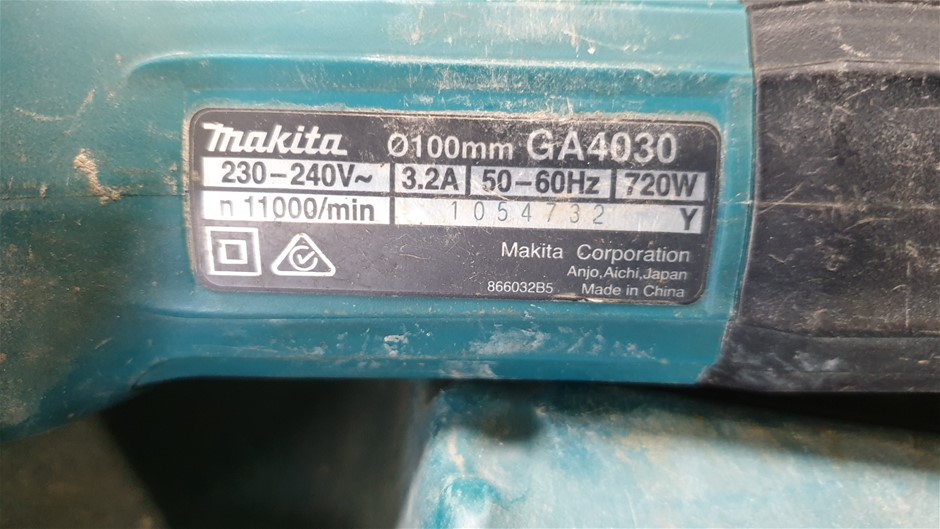 makita Ø100mm GA4030
230-240V~ 3.2A 50-60Hz 720W
n 11000/min 1054732 Y
Makita Corporation
Anjo,Aichi,Japan
866032B5 Made in China